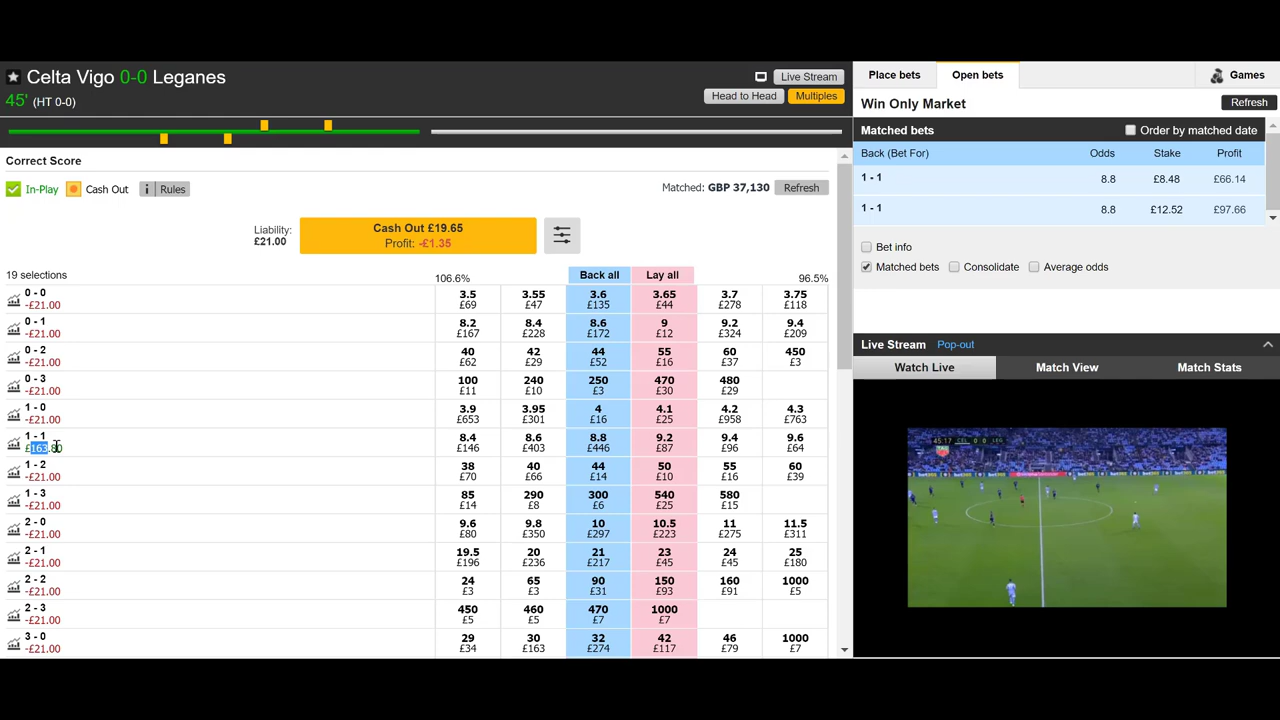 Celta Vigo 0-0 Leganes
45' (HT 0-0)
Live Stream
Head to Head
Multiples
Correct Score
In-Play
Cash Out
i
Rules
Matched: GBP 37,130
Refresh
Liability:
£21.00
Cash Out £19.65
Profit: -£1.35
19 selections
106.6%
Back all
Lay all
96.5%
0 - 0 3.5 3.55 3.6 3.65 3.7 3.75
-£21.00 £69 £47 £135 £44 £278 £118
0 - 1 8.2 8.4 8.6 9 9.2 9.4
-£21.00 £167 £228 £172 £12 £324 £209
0 - 2 40 42 44 55 60 450
-£21.00 £62 £29 £52 £16 £37 £3
0 - 3 100 240 250 470 480
-£21.00 £11 £10 £3 £30 £29
1 - 0 3.9 3.95 4 4.1 4.2 4.3
-£21.00 £653 £301 £16 £25 £958 £763
1 - 1 8.4 8.6 8.8 9.2 9.4 9.6
£163.80 £146 £403 £446 £87 £96 £64
1 - 2 38 40 44 50 55 60
-£21.00 £70 £66 £14 £10 £16 £39
1 - 3 85 290 300 540 580
-£21.00 £14 £8 £6 £25 £15
2 - 0 9.6 9.8 10 10.5 11 11.5
-£21.00 £80 £350 £297 £223 £275 £311
2 - 1 19.5 20 21 23 24 25
-£21.00 £196 £236 £217 £45 £45 £180
2 - 2 24 65 90 150 160 1000
-£21.00 £3 £3 £31 £93 £91 £5
2 - 3 450 460 470 1000
-£21.00 £5 £5 £7 £7
3 - 0 29 30 32 42 46 1000
-£21.00 £34 £163 £274 £117 £79 £7
Place bets
Open bets
Games
Win Only Market
Refresh
Matched bets
Order by matched date
Back (Bet For) Odds Stake Profit
1 - 1 8.8 £8.48 £66.14
1 - 1 8.8 £12.52 £97.66
Bet info
Matched bets
Consolidate
Average odds
Live Stream
Pop-out
Watch Live
Match View
Match Stats
45:17 CEL 0 0 LEG